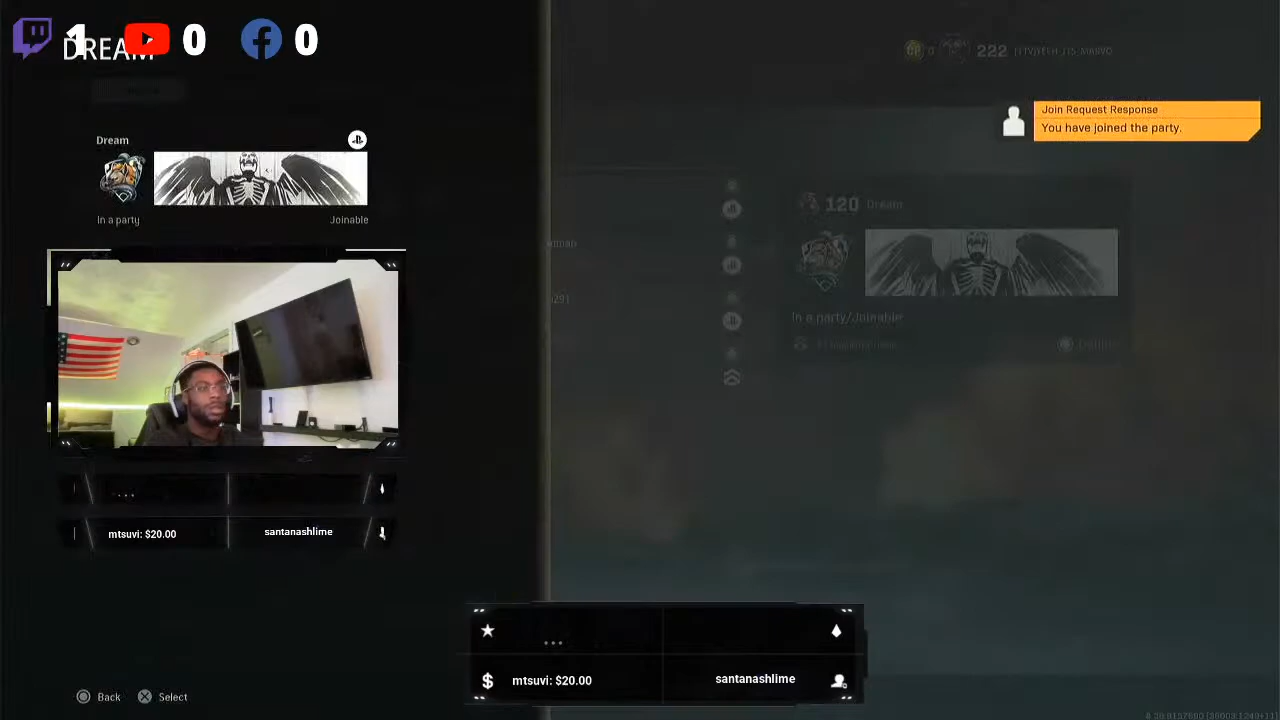 1 0 0
DREAM
222
Join Request Response
You have joined the party.
Dream
In a party Joinable
120 Dream
In a party/Joinable
...
mtsuvi: $20.00 santanashlime
...
$ mtsuvi: $20.00 santanashlime
Back Select